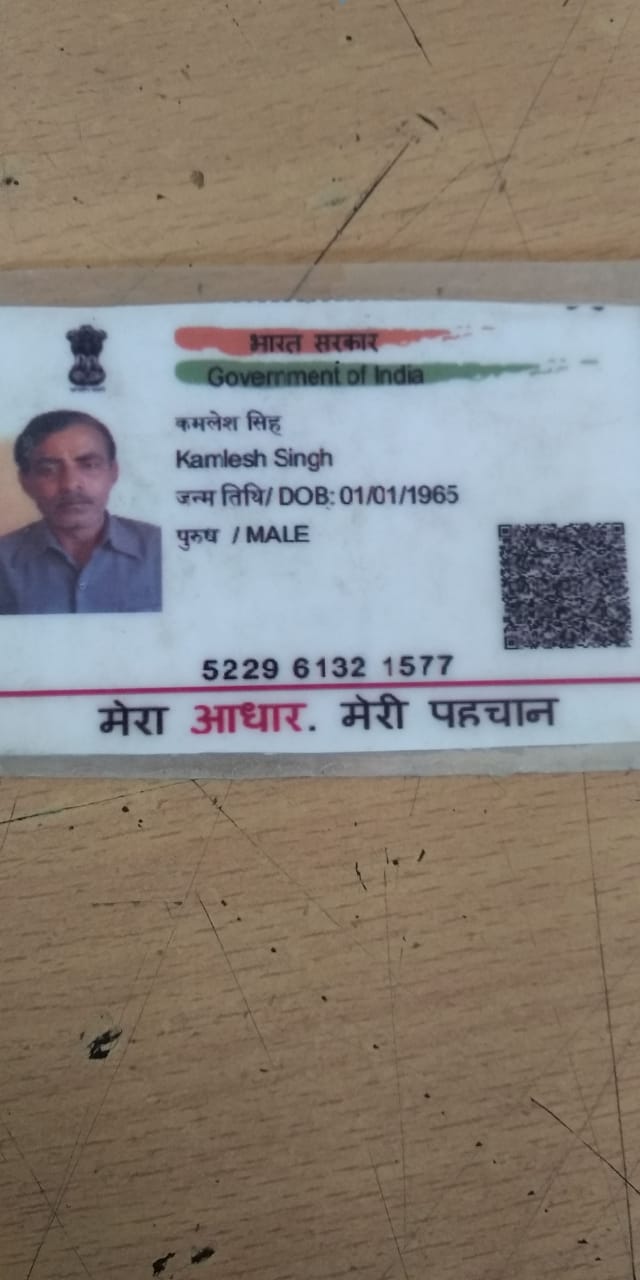 भारत सरकार
Government of India
कमलेश सिंह
Kamlesh Singh
जन्म तिथि/ DOB: 01/01/1965
पुरुष / MALE
5229 6132 1577
मेरा आधार. मेरी पहचान